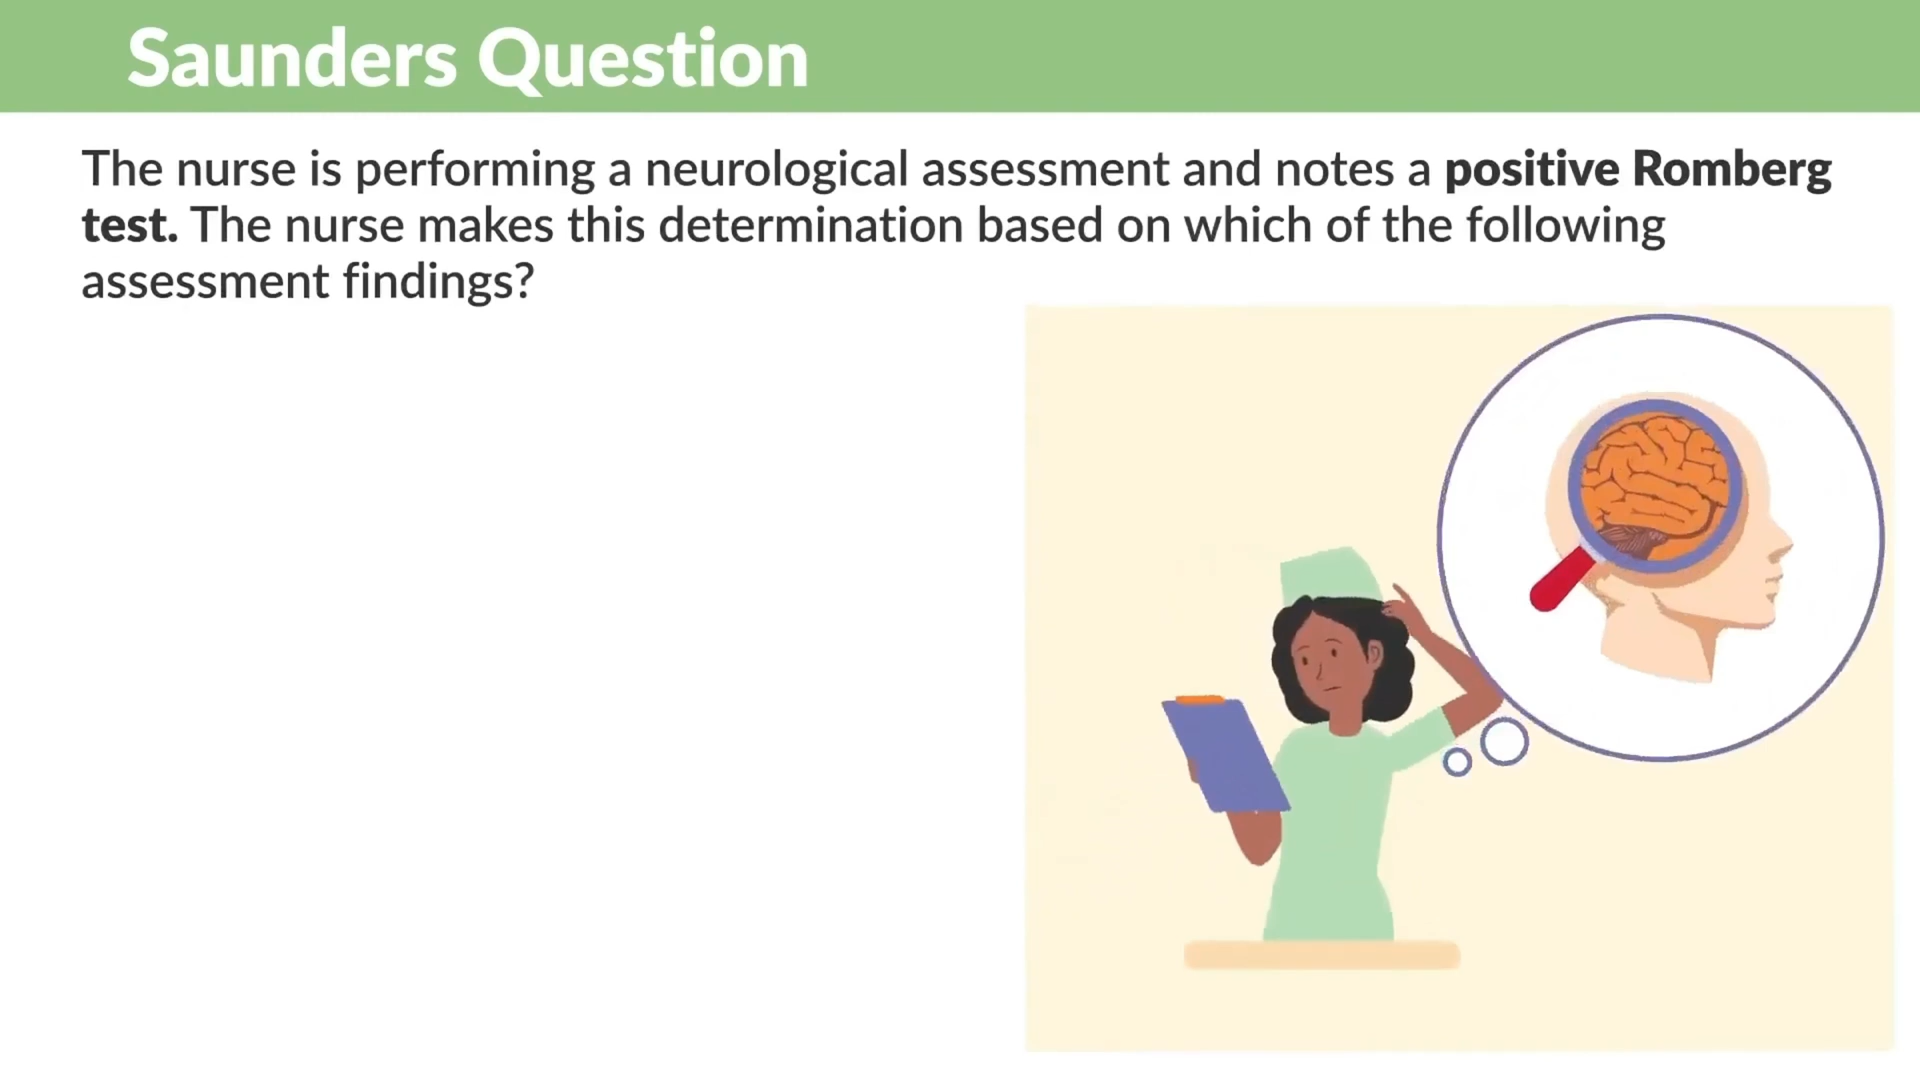 Saunders Question
The nurse is performing a neurological assessment and notes a positive Romberg
test. The nurse makes this determination based on which of the following
assessment findings?